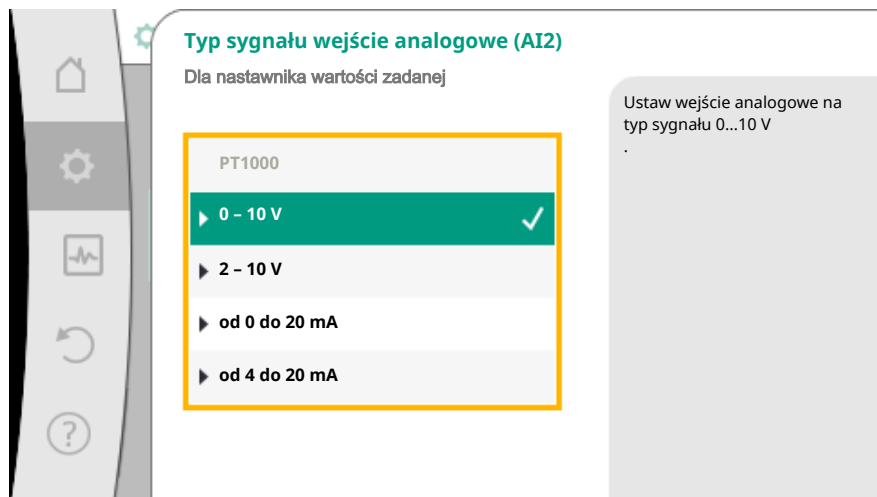 Typ sygnału wejście analogowe (AI2)
Dla nastawnika wartości zadanej
PT1000
0 – 10 V
2 – 10 V
od 0 do 20 mA
od 4 do 20 mA
Ustaw wejście analogowe na
typ sygnału 0...10 V
.
?